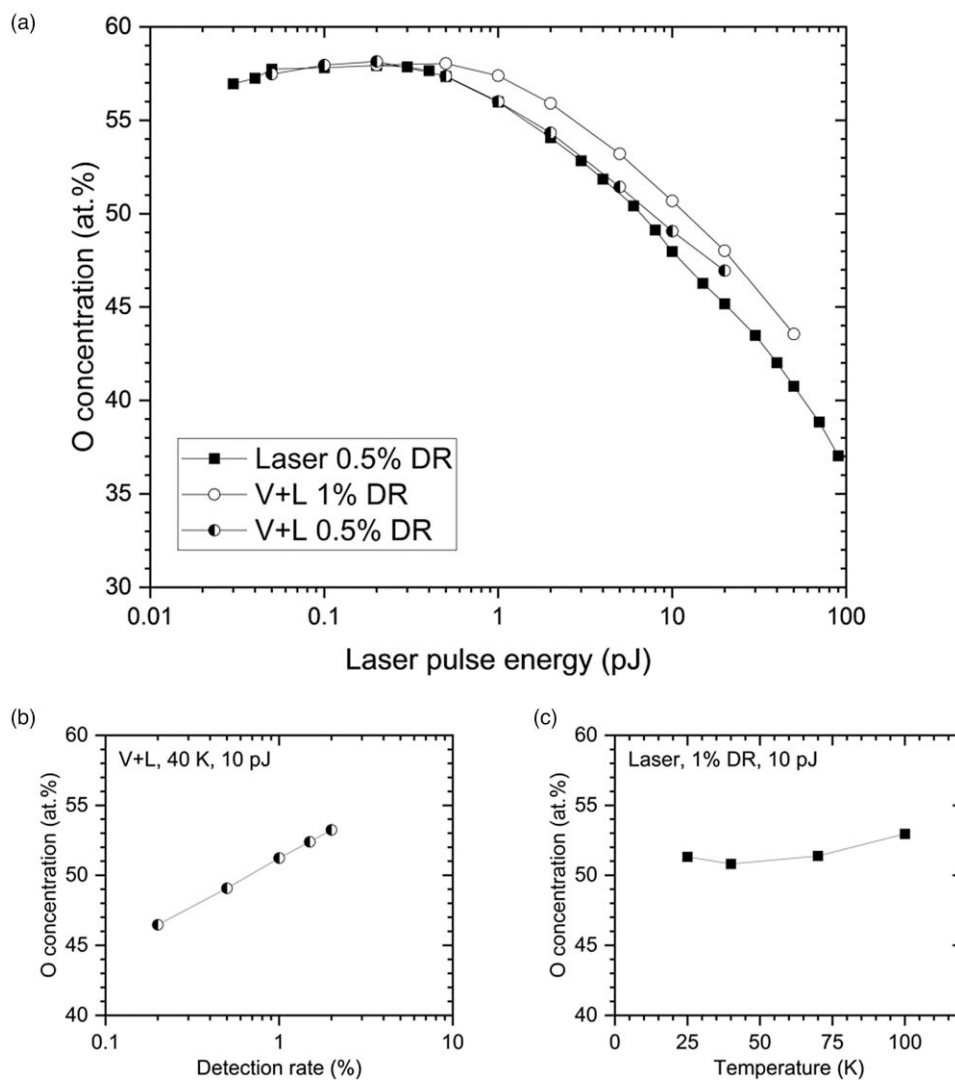 (a)
60
55
50
45
40
35
30
O concentration (at.%)
Laser 0.5% DR
V+L 1% DR
V+L 0.5% DR
0.01
0.1
1
10
100
Laser pulse energy (pJ)
(b)
60
55
50
45
40
O concentration (at.%)
V+L, 40 K, 10 pJ
0.1
1
10
Detection rate (%)
(c)
60
55
50
45
40
O concentration (at.%)
Laser, 1% DR, 10 pJ
0
25
50
75
100
Temperature (K)